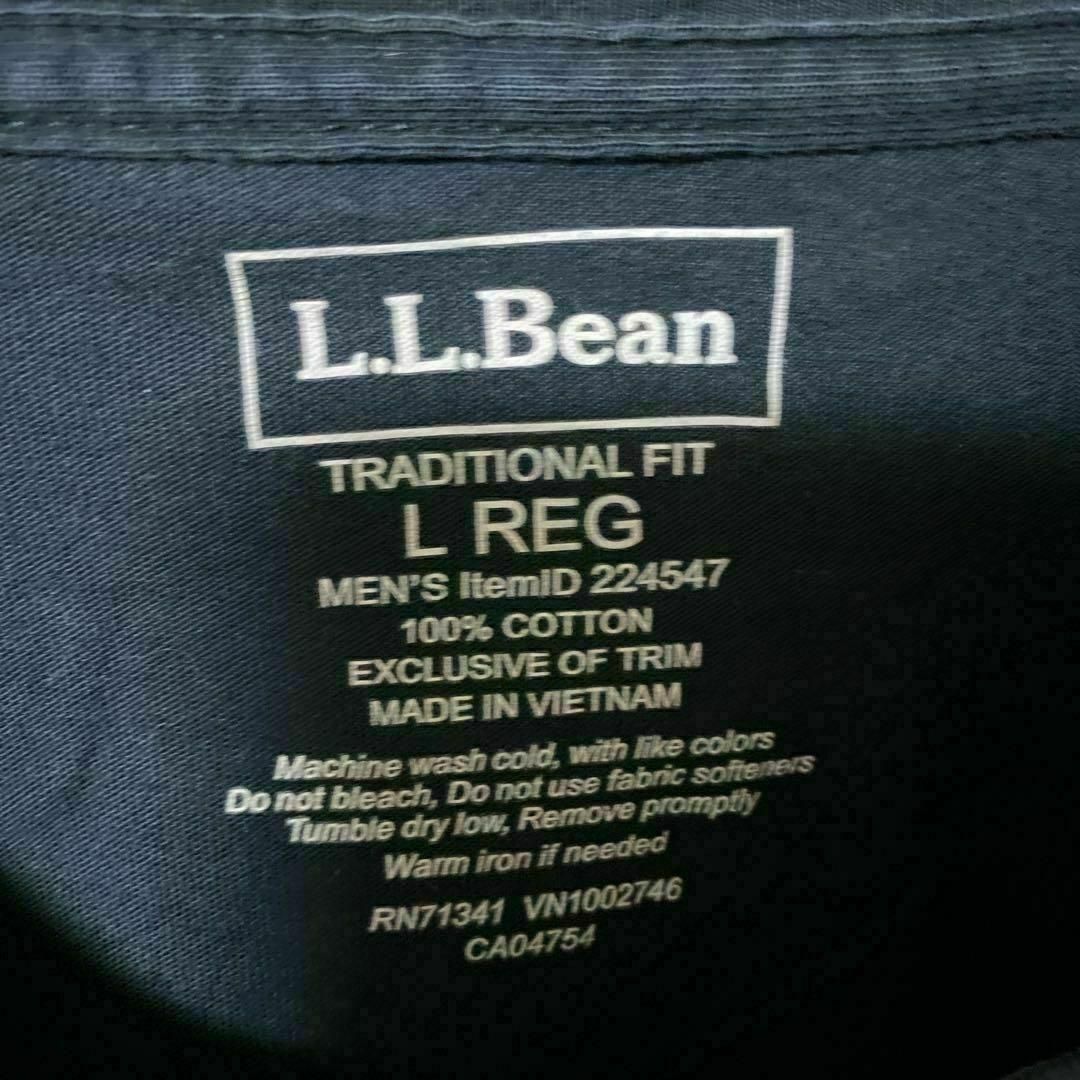 L.L.Bean
TRADITIONAL FIT
L REG
MEN'S ItemID 224547
100% COTTON
EXCLUSIVE OF TRIM
MADE IN VIETNAM
Machine wash cold, with like colors
Do not bleach, Do not use fabric softeners
Tumble dry low, Remove promptly
Warm iron if needed
RN71341 VN1002746
CA04754